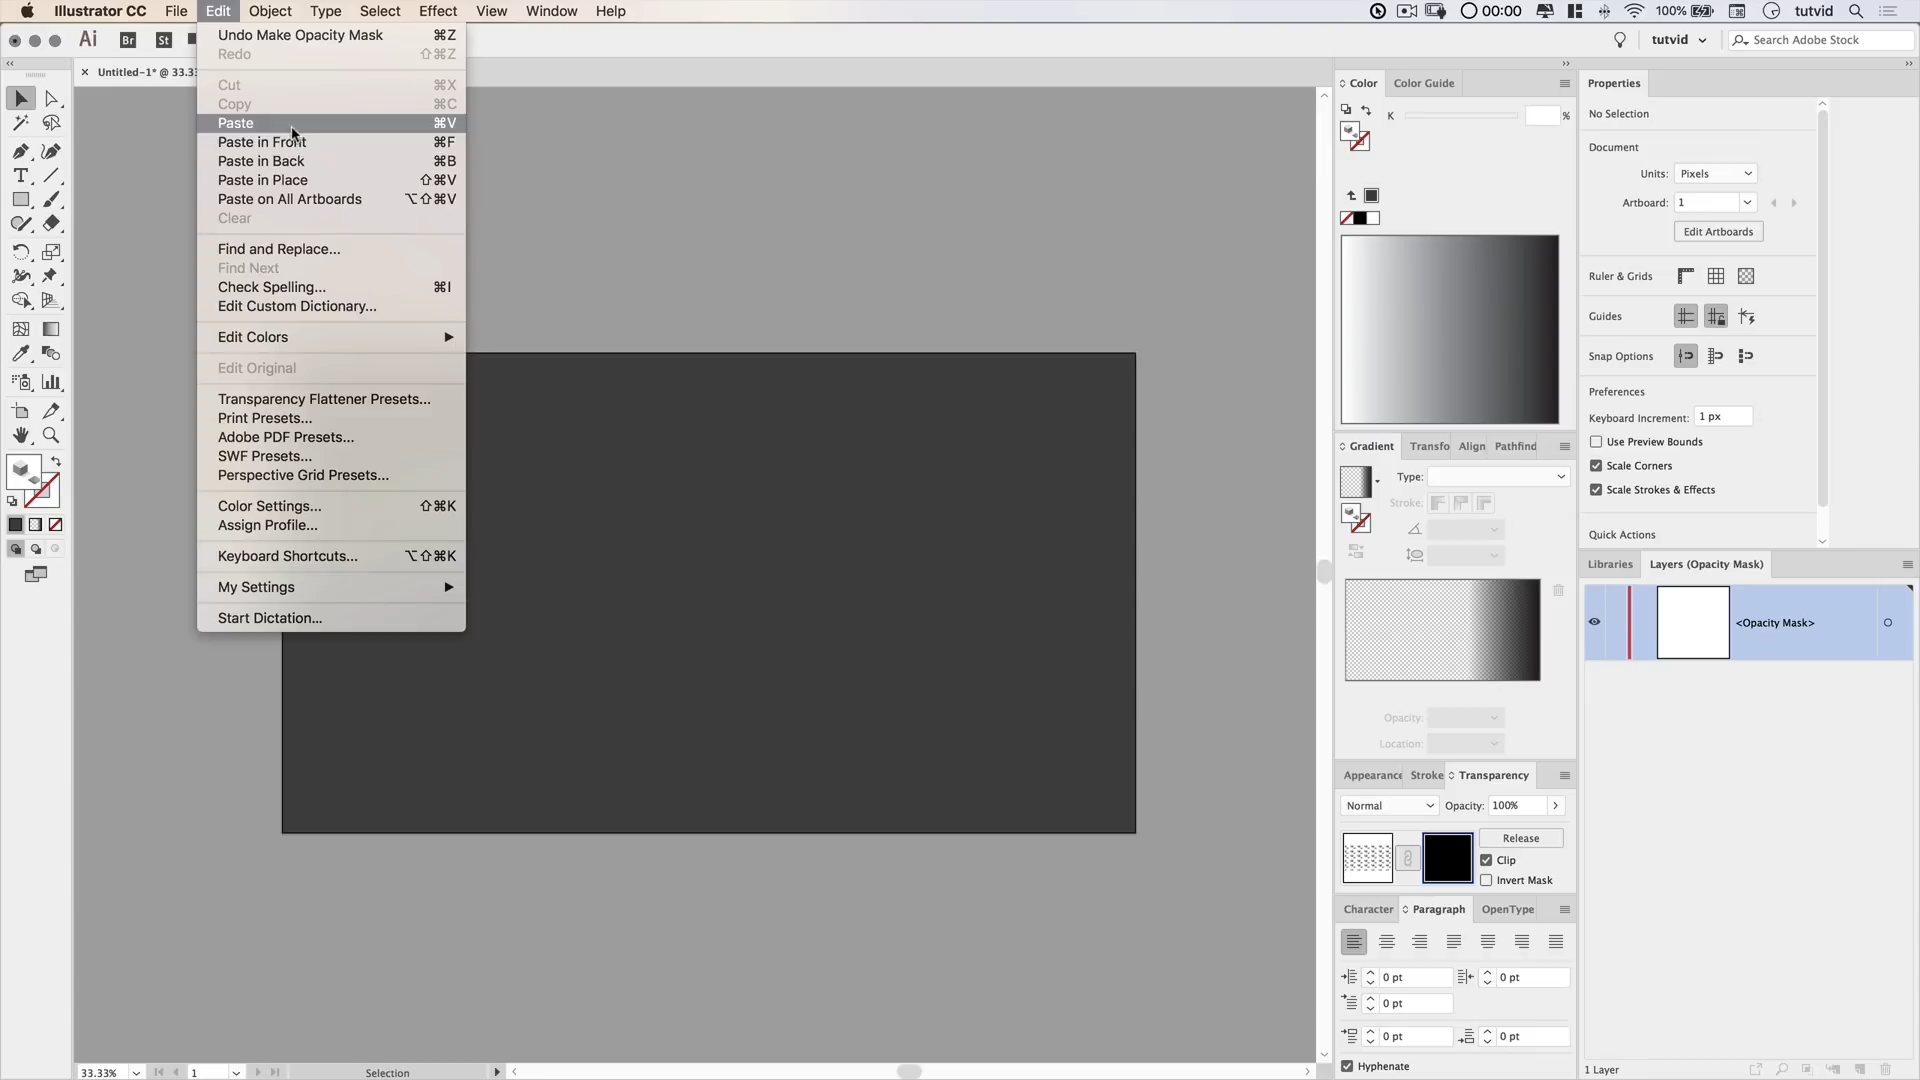 Illustrator CC File Edit Object Type Select Effect View Window Help 00:00 100% tutvid
Ai Br St tutvid Search Adobe Stock
Untitled-1* @ 33.33
Undo Make Opacity Mask ⌘Z
Redo ⇧⌘Z
Cut ⌘X
Copy ⌘C
Paste ⌘V
Paste in Front ⌘F
Paste in Back ⌘B
Paste in Place ⇧⌘V
Paste on All Artboards ⌥⇧⌘V
Clear
Find and Replace...
Find Next
Check Spelling... ⌘I
Edit Custom Dictionary...
Edit Colors
Edit Original
Transparency Flattener Presets...
Print Presets...
Adobe PDF Presets...
SWF Presets...
Perspective Grid Presets...
Color Settings... ⇧⌘K
Assign Profile...
Keyboard Shortcuts... ⌥⇧⌘K
My Settings
Start Dictation...
Color Color Guide
K %
Gradient Transfo Align Pathfind
Type:
Stroke:
Opacity:
Location:
Appearance Stroke Transparency
Normal Opacity: 100%
Release
Clip
Invert Mask
Character Paragraph OpenType
0 pt 0 pt
0 pt
0 pt 0 pt
Hyphenate
Properties
No Selection
Document
Units: Pixels
Artboard: 1
Edit Artboards
Ruler & Grids
Guides
Snap Options
Preferences
Keyboard Increment: 1 px
Use Preview Bounds
Scale Corners
Scale Strokes & Effects
Quick Actions
Libraries Layers (Opacity Mask)
<Opacity Mask>
1 Layer
33.33% 1 Selection